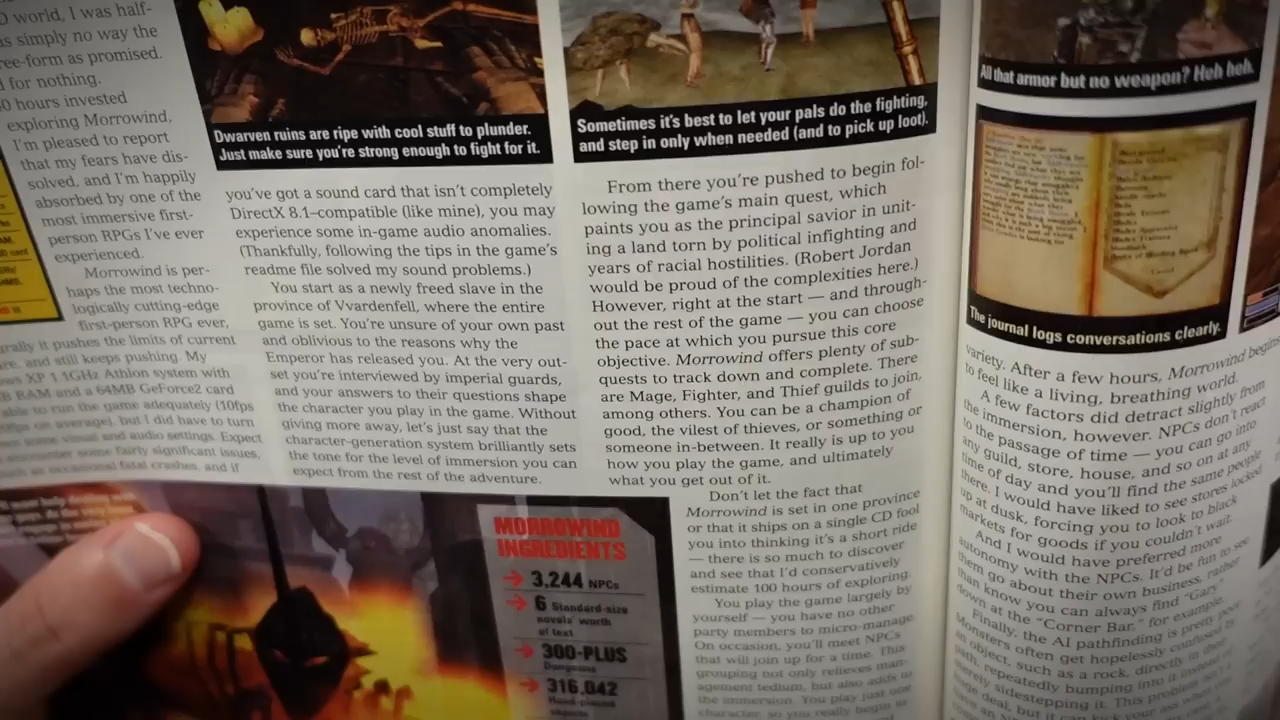 D world, I was half-
as simply no way the
ree-form as promised.
d for nothing.
0 hours invested
exploring Morrowind,
I'm pleased to report
that my fears have dis-
solved, and I'm happily
absorbed by one of the
most immersive first-
person RPGs I've ever
experienced.
Morrowind is per-
haps the most techno-
logically cutting-edge
first-person RPG ever,
rally it pushes the limits of current
re, and still keeps pushing. My
ws XP 1.1GHz Athlon system with
B RAM and a 64MB GeForce2 card
able to run the game adequately (10fps
on average), but I did have to turn
some visual and audio settings. Expect
encounter some fairly significant issues,
such as occasional fatal crashes, and if
Dwarven ruins are ripe with cool stuff to plunder.
Just make sure you're strong enough to fight for it.
you've got a sound card that isn't completely
DirectX 8.1–compatible (like mine), you may
experience some in-game audio anomalies.
(Thankfully, following the tips in the game's
readme file solved my sound problems.)
You start as a newly freed slave in the
province of Vvardenfell, where the entire
game is set. You're unsure of your own past
and oblivious to the reasons why the
Emperor has released you. At the very out-
set you're interviewed by imperial guards,
and your answers to their questions shape
the character you play in the game. Without
giving more away, let's just say that the
character-generation system brilliantly sets
the tone for the level of immersion you can
expect from the rest of the adventure.
Sometimes it's best to let your pals do the fighting,
and step in only when needed (and to pick up loot).
From there you're pushed to begin fol-
lowing the game's main quest, which
paints you as the principal savior in unit-
ing a land torn by political infighting and
years of racial hostilities. (Robert Jordan
would be proud of the complexities here.)
However, right at the start — and through-
out the rest of the game — you can choose
the pace at which you pursue this core
objective. Morrowind offers plenty of sub-
quests to track down and complete. There
are Mage, Fighter, and Thief guilds to join,
among others. You can be a champion of
good, the vilest of thieves, or something or
someone in-between. It really is up to you
how you play the game, and ultimately
what you get out of it.
Don't let the fact that
Morrowind is set in one province
or that it ships on a single CD fool
you into thinking it's a short ride
— there is so much to discover
and see that I'd conservatively
estimate 100 hours of exploring.
You play the game largely by
yourself — you have no other
party members to micro-manage.
On occasion, you'll meet NPCs
that will join up for a time. This
grouping not only relieves man-
agement tedium, but also adds to
the immersion. You play just one
character, so you really begin to
MORROWIND
INGREDIENTS
3,244 NPCs
6 Standard-size
novels' worth
of text
300-PLUS
Dungeons
316,042
Hand-placed
objects
All that armor but no weapon? Heh heh.
The journal logs conversations clearly.
variety. After a few hours, Morrowind begins
to feel like a living, breathing world.
A few factors did detract slightly from
the immersion, however. NPCs don't react
to the passage of time — you can go into
any guild, store, house, and so on at any
time of day and you'll find the same people
there. I would have liked to see stores locked
up at dusk, forcing you to look to black
markets for goods if you couldn't wait.
And I would have preferred more
autonomy with the NPCs. It'd be fun to see
them go about their own business, rather
than know you can always find "Gary"
down at the "Corner Bar," for example.
Finally, the AI pathfinding is pretty poor.
Monsters often get hopelessly confused by
an object, such as a rock, directly in their
path, repeatedly bumping into it instead of
merely sidestepping it. This problem